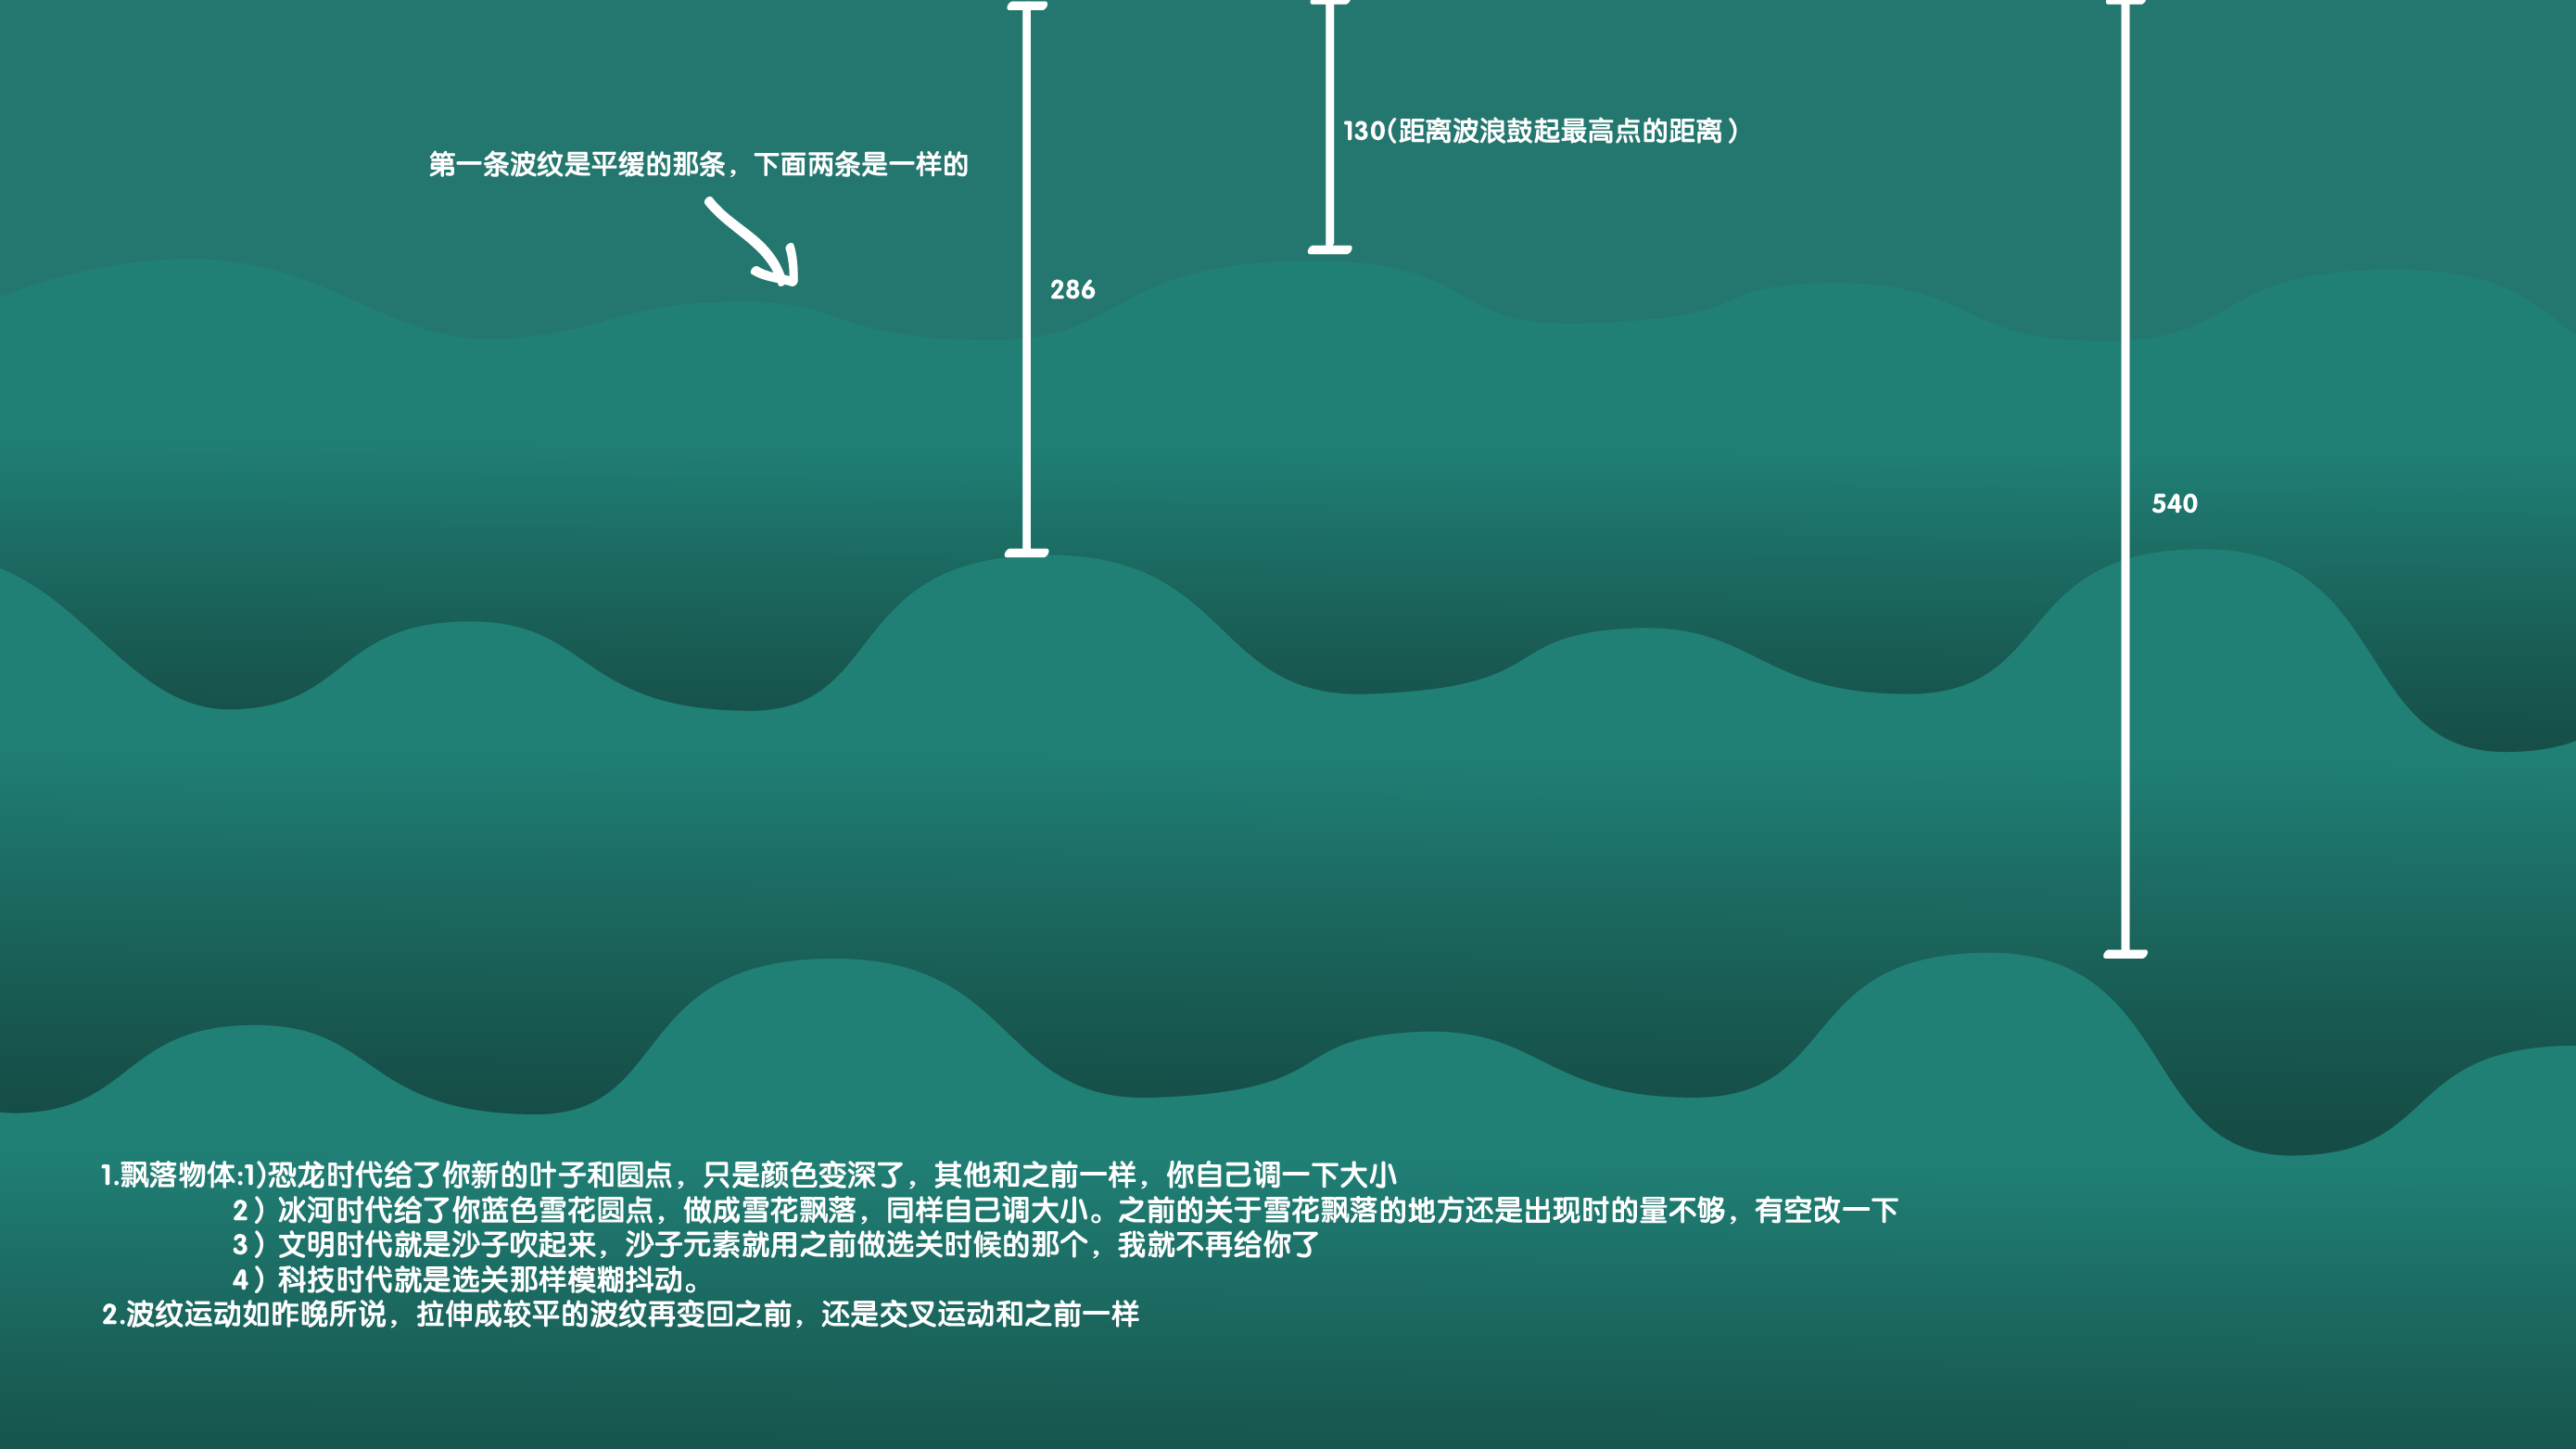 130(距离波浪鼓起最高点的距离）
第一条波纹是平缓的那条，下面两条是一样的
286
540
1.飘落物体:1)恐龙时代给了你新的叶子和圆点，只是颜色变深了，其他和之前一样，你自己调一下大小
2）冰河时代给了你蓝色雪花圆点，做成雪花飘落，同样自己调大小。之前的关于雪花飘落的地方还是出现时的量不够，有空改一下
3）文明时代就是沙子吹起来，沙子元素就用之前做选关时候的那个，我就不再给你了
4）科技时代就是选关那样模糊抖动。
2.波纹运动如昨晚所说，拉伸成较平的波纹再变回之前，还是交叉运动和之前一样